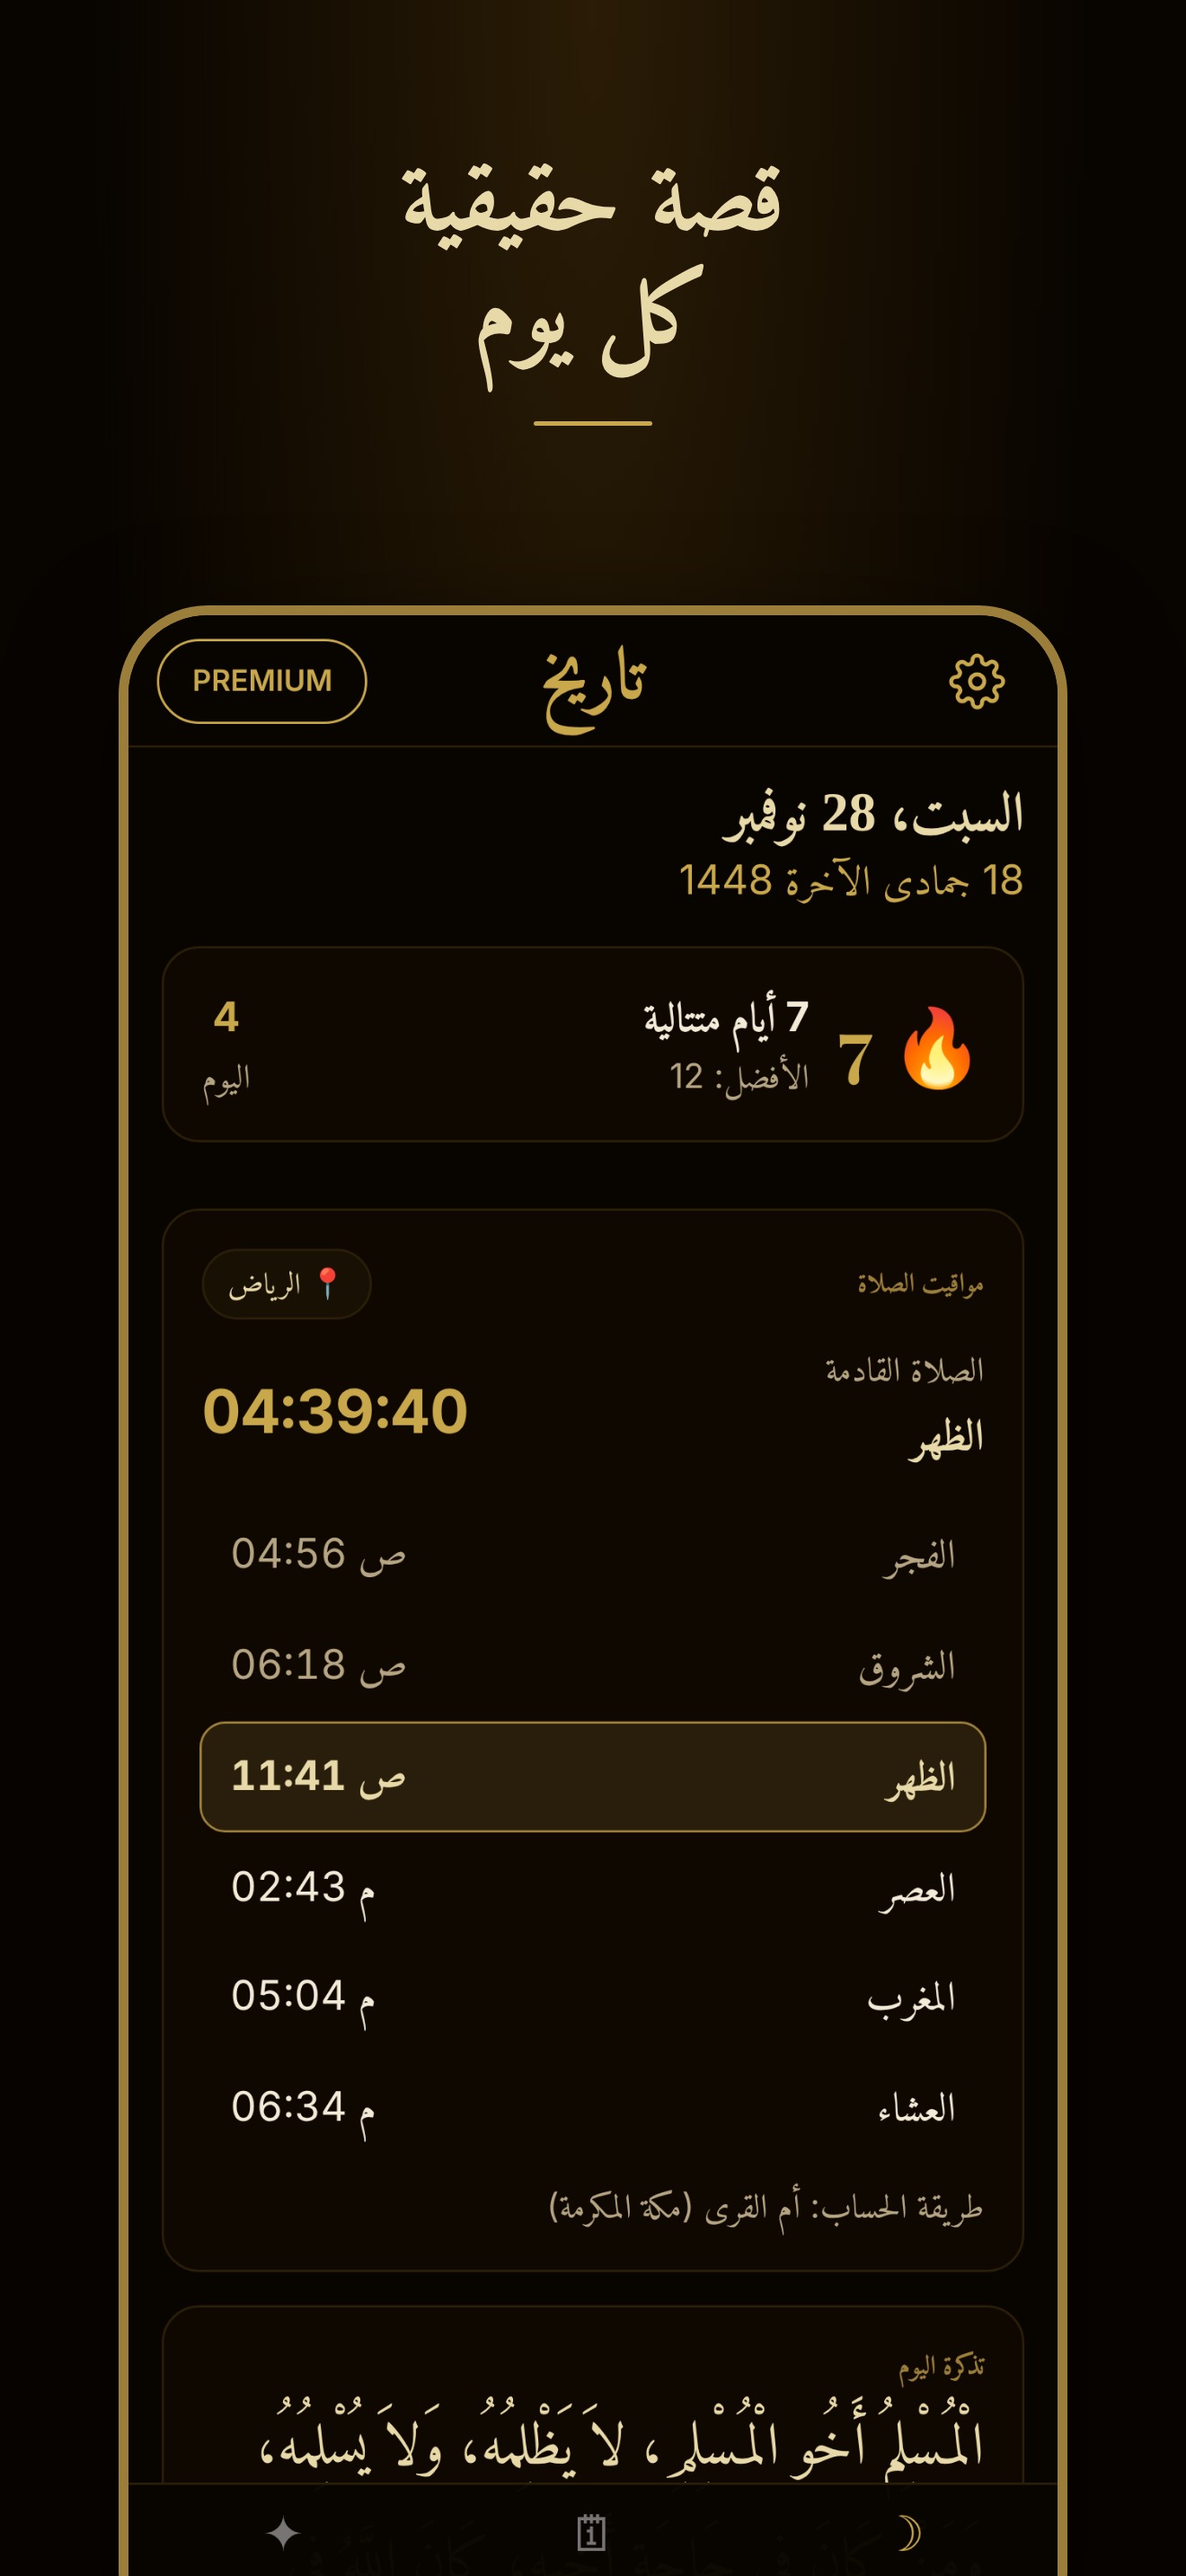 قصة حقيقية
كل يوم
PREMIUM
تاريخ
السبت، 28 نوفمبر
18 جمادى الآخرة 1448
7
7 أيام متتالية
الأفضل: 12
4
اليوم
مواقيت الصلاة
الرياض
الصلاة القادمة
الظهر
04:39:40
الفجر
04:56 ص
الشروق
06:18 ص
الظهر
11:41 ص
العصر
02:43 م
المغرب
05:04 م
العشاء
06:34 م
طريقة الحساب: أم القرى (مكة المكرمة)
تذكرة اليوم
الْمُسْلِمُ أَخُو الْمُسْلِمِ، لاَ يَظْلِمُهُ، وَلاَ يُسْلِمُهُ،